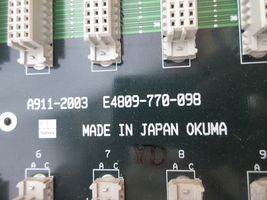 A911-2003 E4809-770-098
MADE IN JAPAN OKUMA
6 7 8 9
A C A C A C A